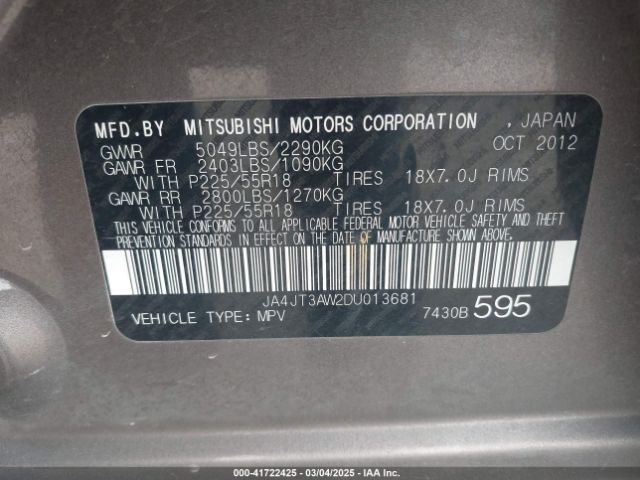 MFD.BY MITSUBISHI MOTORS CORPORATION , JAPAN
GVWR 5049LBS/2290KG OCT 2012
GAWR FR 2403LBS/1090KG
WITH P225/55R18 TIRES 18X7.0J RIMS
GAWR RR 2800LBS/1270KG
WITH P225/55R18 TIRES 18X7.0J RIMS
THIS VEHICLE CONFORMS TO ALL APPLICABLE FEDERAL MOTOR VEHICLE SAFETY AND THEFT
PREVENTION STANDARDS IN EFFECT ON THE DATE OF MANUFACTURE SHOWN ABOVE.
JA4JT3AW2DU013681
VEHICLE TYPE: MPV 7430B 595
000-41722425 - 03/04/2025 - IAAI.COM